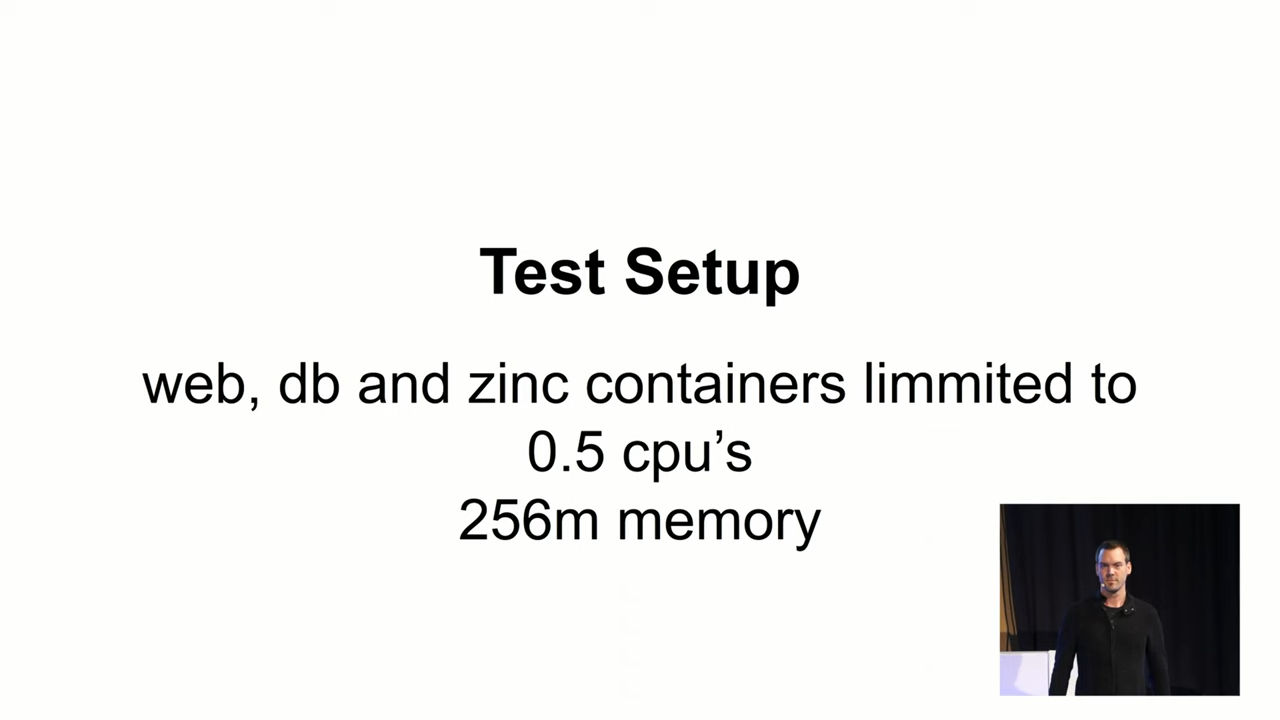 Test Setup
web, db and zinc containers limmited to
0.5 cpu’s
256m memory